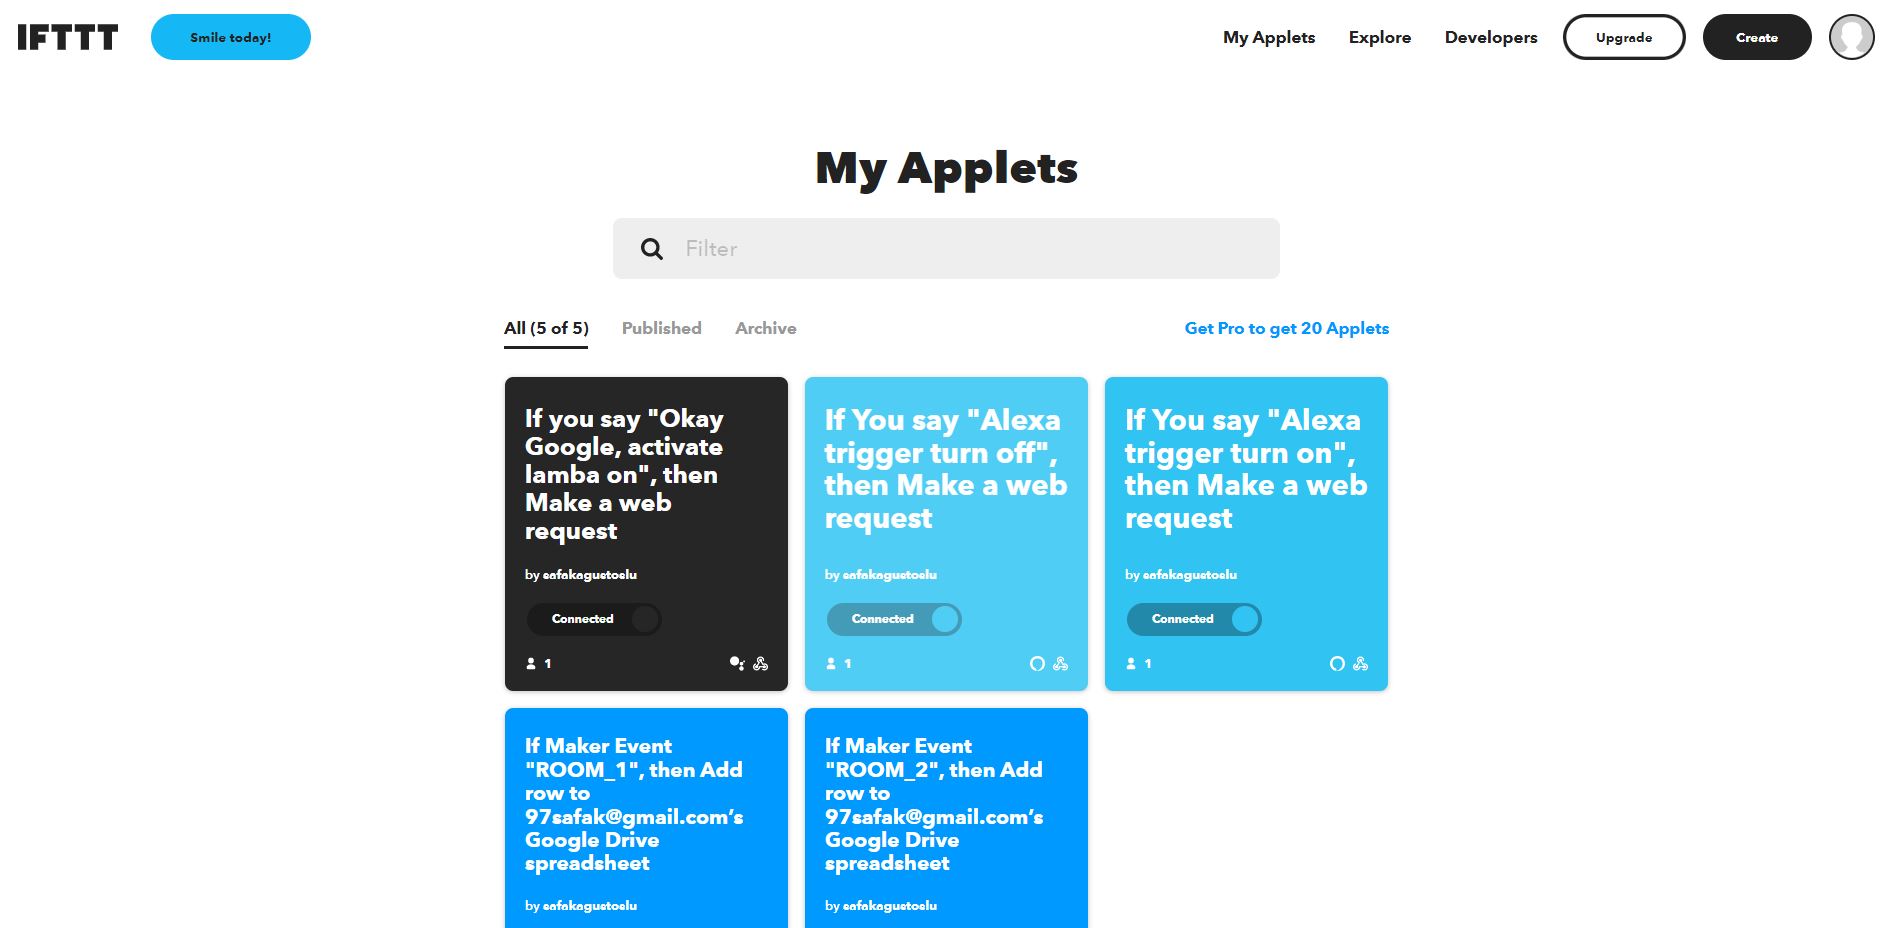 IFTTT
Smile today!
My Applets
Explore
Developers
Upgrade
Create
My Applets
Filter
All (5 of 5)
Published
Archive
Get Pro to get 20 Applets
If you say "Okay
Google, activate
lamba on", then
Make a web
request
by safakagustoslu
Connected
1
If You say "Alexa
trigger turn off",
then Make a web
request
by safakagustoslu
Connected
1
If You say "Alexa
trigger turn on",
then Make a web
request
by safakagustoslu
Connected
1
If Maker Event
"ROOM_1", then Add
row to
97safak@gmail.com’s
Google Drive
spreadsheet
by safakagustoslu
If Maker Event
"ROOM_2", then Add
row to
97safak@gmail.com’s
Google Drive
spreadsheet
by safakagustoslu